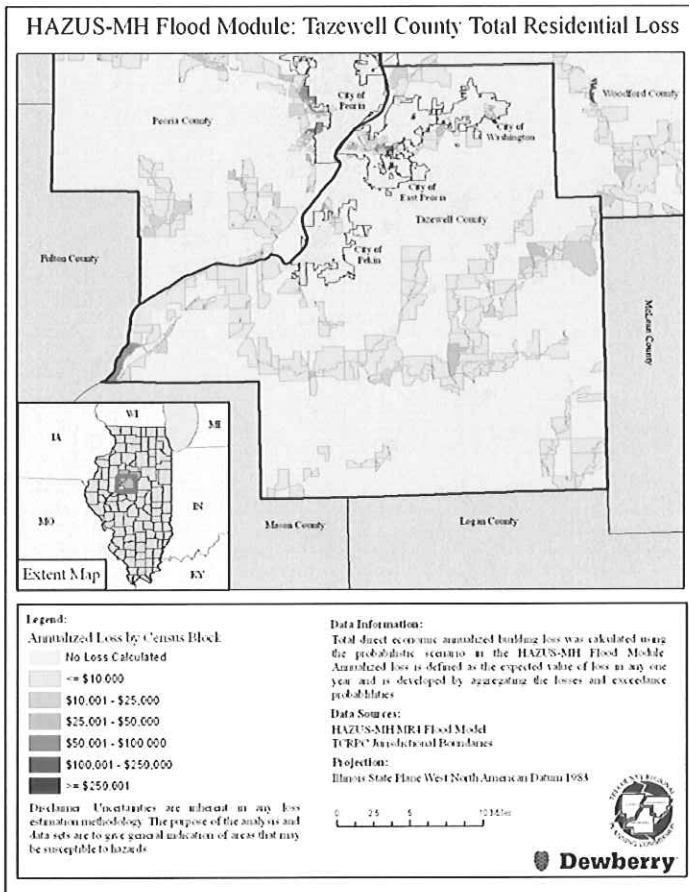 HAZUS-MH Flood Module: Tazewell County Total Residential Loss
City of
Peoria
Woodford County
Peoria County
City of
Washington
City of
East Peoria
Tazewell County
Fulton County
City of
Pekin
McLean County
WI
IA
MI
MO
IN
KY
Extent Map
Mason County
Logan County
Legend:
Annualized Loss by Census Block
No Loss Calculated
<= $10,000
$10,001 - $25,000
$25,001 - $50,000
$50,001 - $100,000
$100,001 - $250,000
>= $250,001
Disclaimer: Uncertainties are inherent in any loss
estimation methodology. The purpose of the analysis and
data sets are to give general indication of areas that may
be susceptible to hazards.
Data Information:
Total direct economic annualized building loss was calculated using
the probabilistic scenario in the HAZUS-MH Flood Module.
Annualized loss is defined as the expected value of loss in any one
year and is developed by aggregating the losses and exceedance
probabilities.
Data Sources:
HAZUS-MH MR4 Flood Model
TCRPC Jurisdictional Boundaries
Projection:
Illinois State Plane West North American Datum 1983
0 2.5 5 10 Miles
TRI-COUNTY REGIONAL
PLANNING COMMISSION
Dewberry